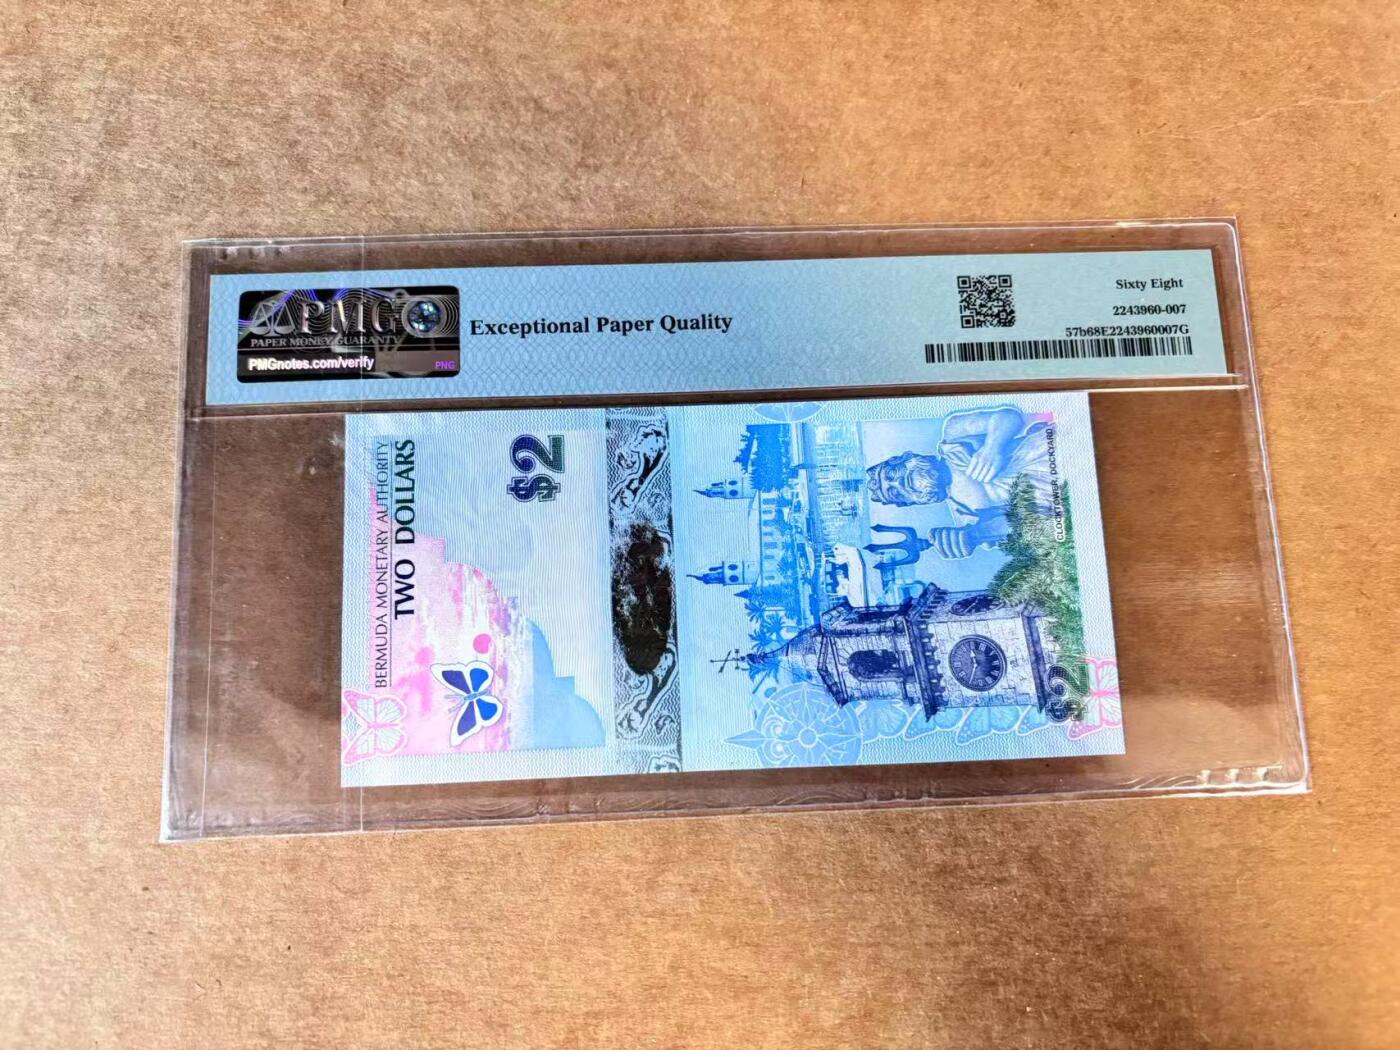 PMG
PAPER MONEY GUARANTY
PMGnotes.com/verify
PNG
Exceptional Paper Quality
Sixty Eight
2243960-007
57b68E2243960007G
BERMUDA MONETARY AUTHORITY
TWO DOLLARS
$2
CLOCKTOWER, DOCKYARD
$2